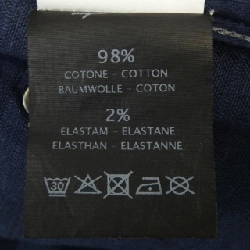 98%
COTONE - COTTON
BAUMWOLLE - COTON
2%
ELASTAM - ELASTANE
ELASTHAN - ELASTANNE
30